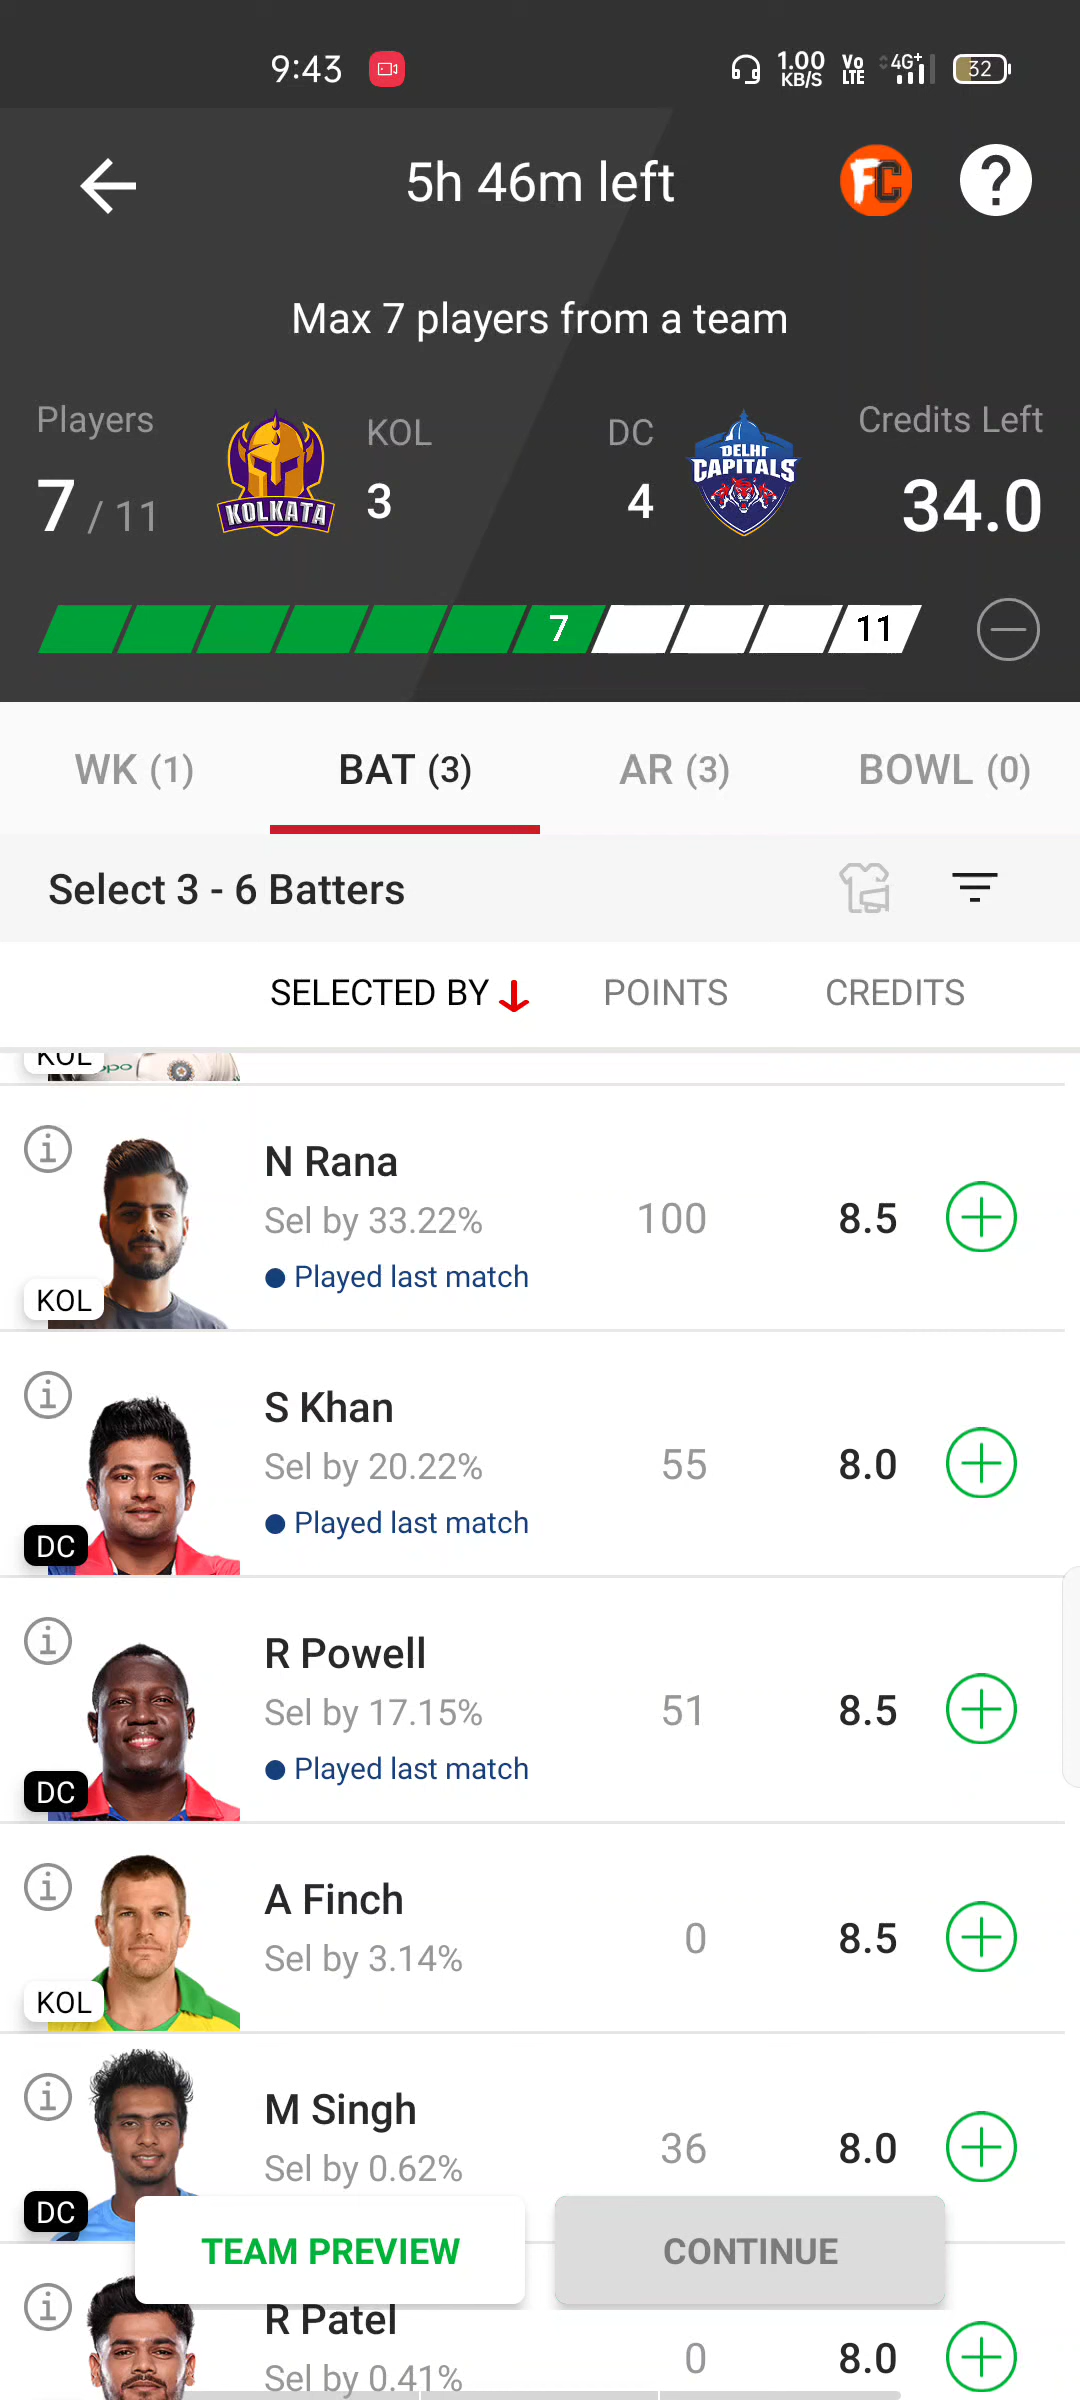 9:43
1.00 KB/S
Vo LTE
4G+
32
5h 46m left
FC
?
Max 7 players from a team
Players
KOL
DC
Credits Left
7 / 11
KOLKATA
3
4
DELHI CAPITALS
34.0
7
11
WK (1)
BAT (3)
AR (3)
BOWL (0)
Select 3 - 6 Batters
SELECTED BY
POINTS
CREDITS
KOL
oppo
N Rana
Sel by 33.22%
100
8.5
Played last match
KOL
S Khan
Sel by 20.22%
55
8.0
Played last match
DC
R Powell
Sel by 17.15%
51
8.5
Played last match
DC
A Finch
Sel by 3.14%
0
8.5
KOL
M Singh
Sel by 0.62%
36
8.0
DC
TEAM PREVIEW
CONTINUE
R Patel
Sel by 0.41%
0
8.0